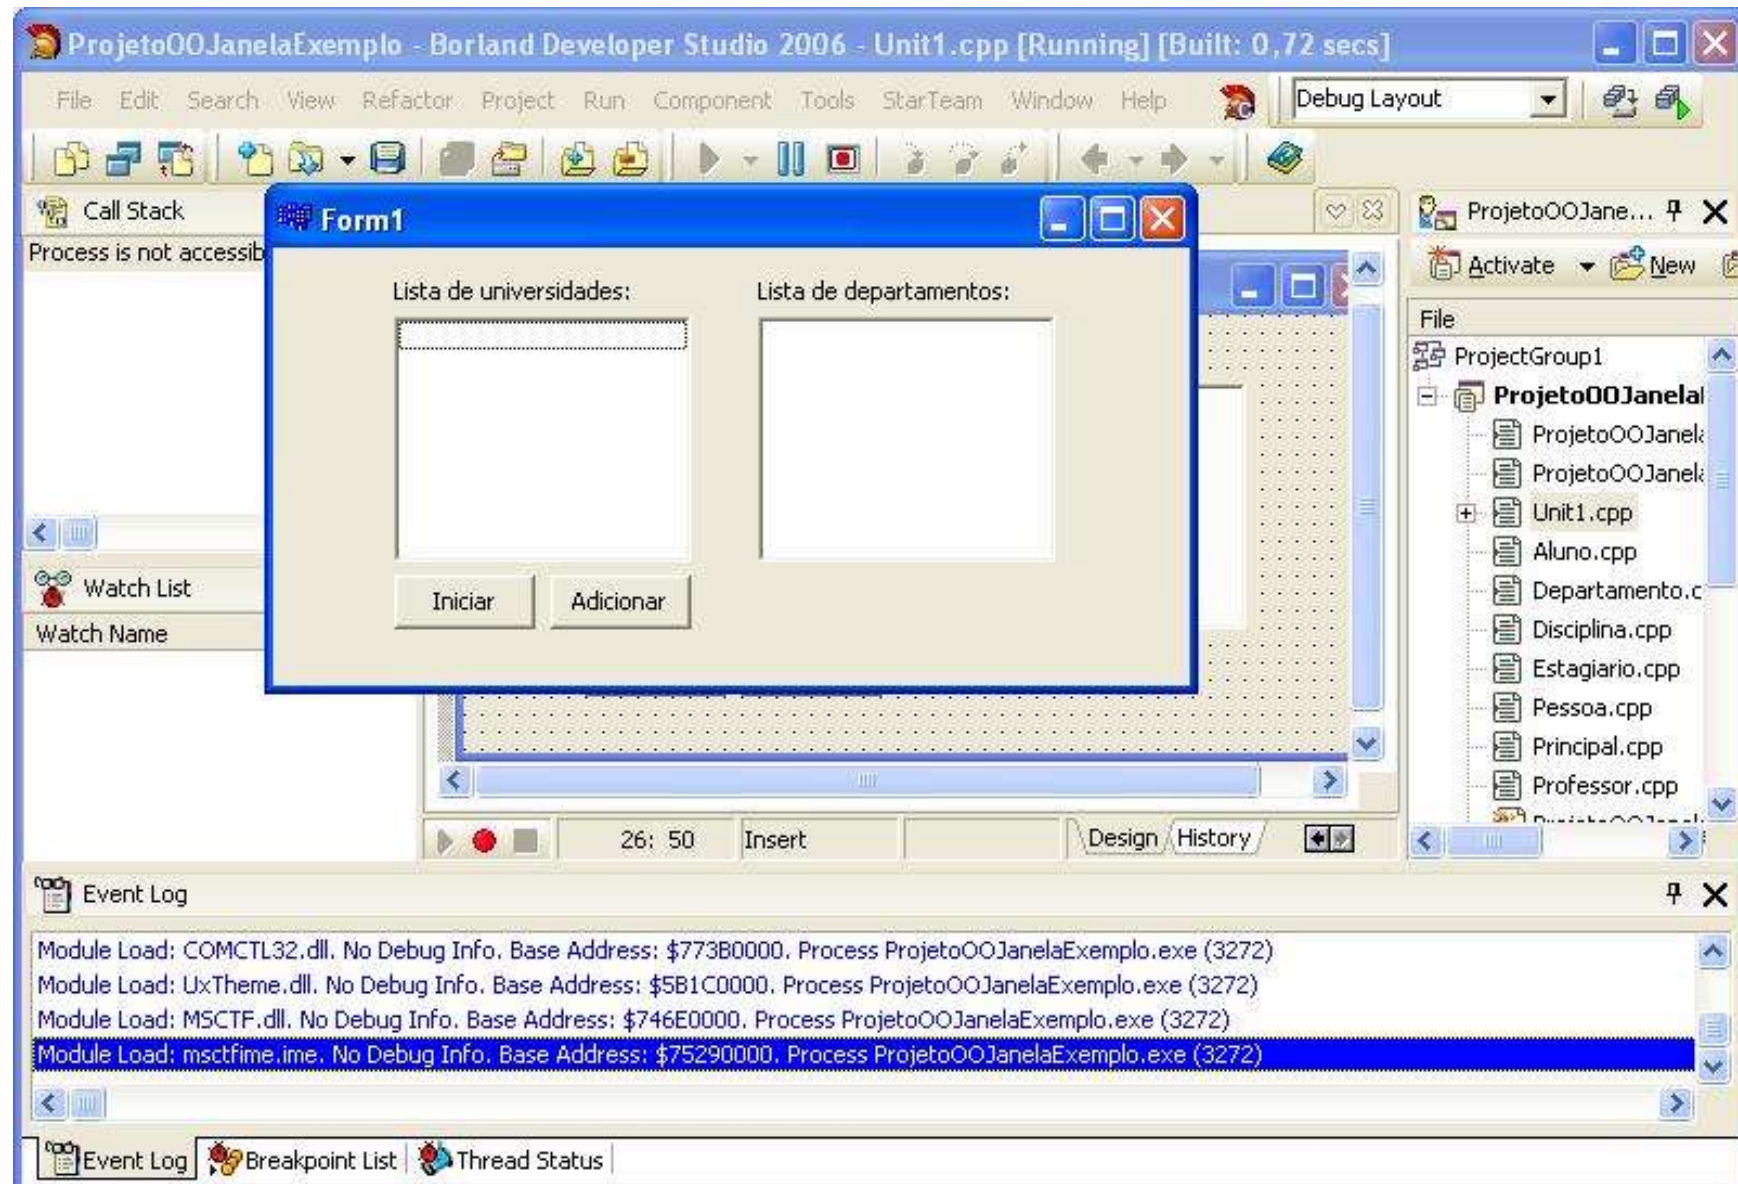 ProjetoOOJanelaExemplo - Borland Developer Studio 2006 - Unit1.cpp [Running] [Built: 0,72 secs]
File Edit Search View Refactor Project Run Component Tools StarTeam Window Help Debug Layout
Call Stack
Process is not accessib
Form1
Lista de universidades:
Lista de departamentos:
Iniciar
Adicionar
Watch List
Watch Name
26: 50
Insert
Design
History
ProjetoOOJane...
Activate
New
File
ProjectGroup1
ProjetoOOJanela
ProjetoOOJanela
ProjetoOOJanela
Unit1.cpp
Aluno.cpp
Departamento.c
Disciplina.cpp
Estagiario.cpp
Pessoa.cpp
Principal.cpp
Professor.cpp
Event Log
Module Load: COMCTL32.dll. No Debug Info. Base Address: $773B0000. Process ProjetoOOJanelaExemplo.exe (3272)
Module Load: UxTheme.dll. No Debug Info. Base Address: $5B1C0000. Process ProjetoOOJanelaExemplo.exe (3272)
Module Load: MSCTF.dll. No Debug Info. Base Address: $746E0000. Process ProjetoOOJanelaExemplo.exe (3272)
Module Load: msctfime.ime. No Debug Info. Base Address: $75290000. Process ProjetoOOJanelaExemplo.exe (3272)
Event Log
Breakpoint List
Thread Status